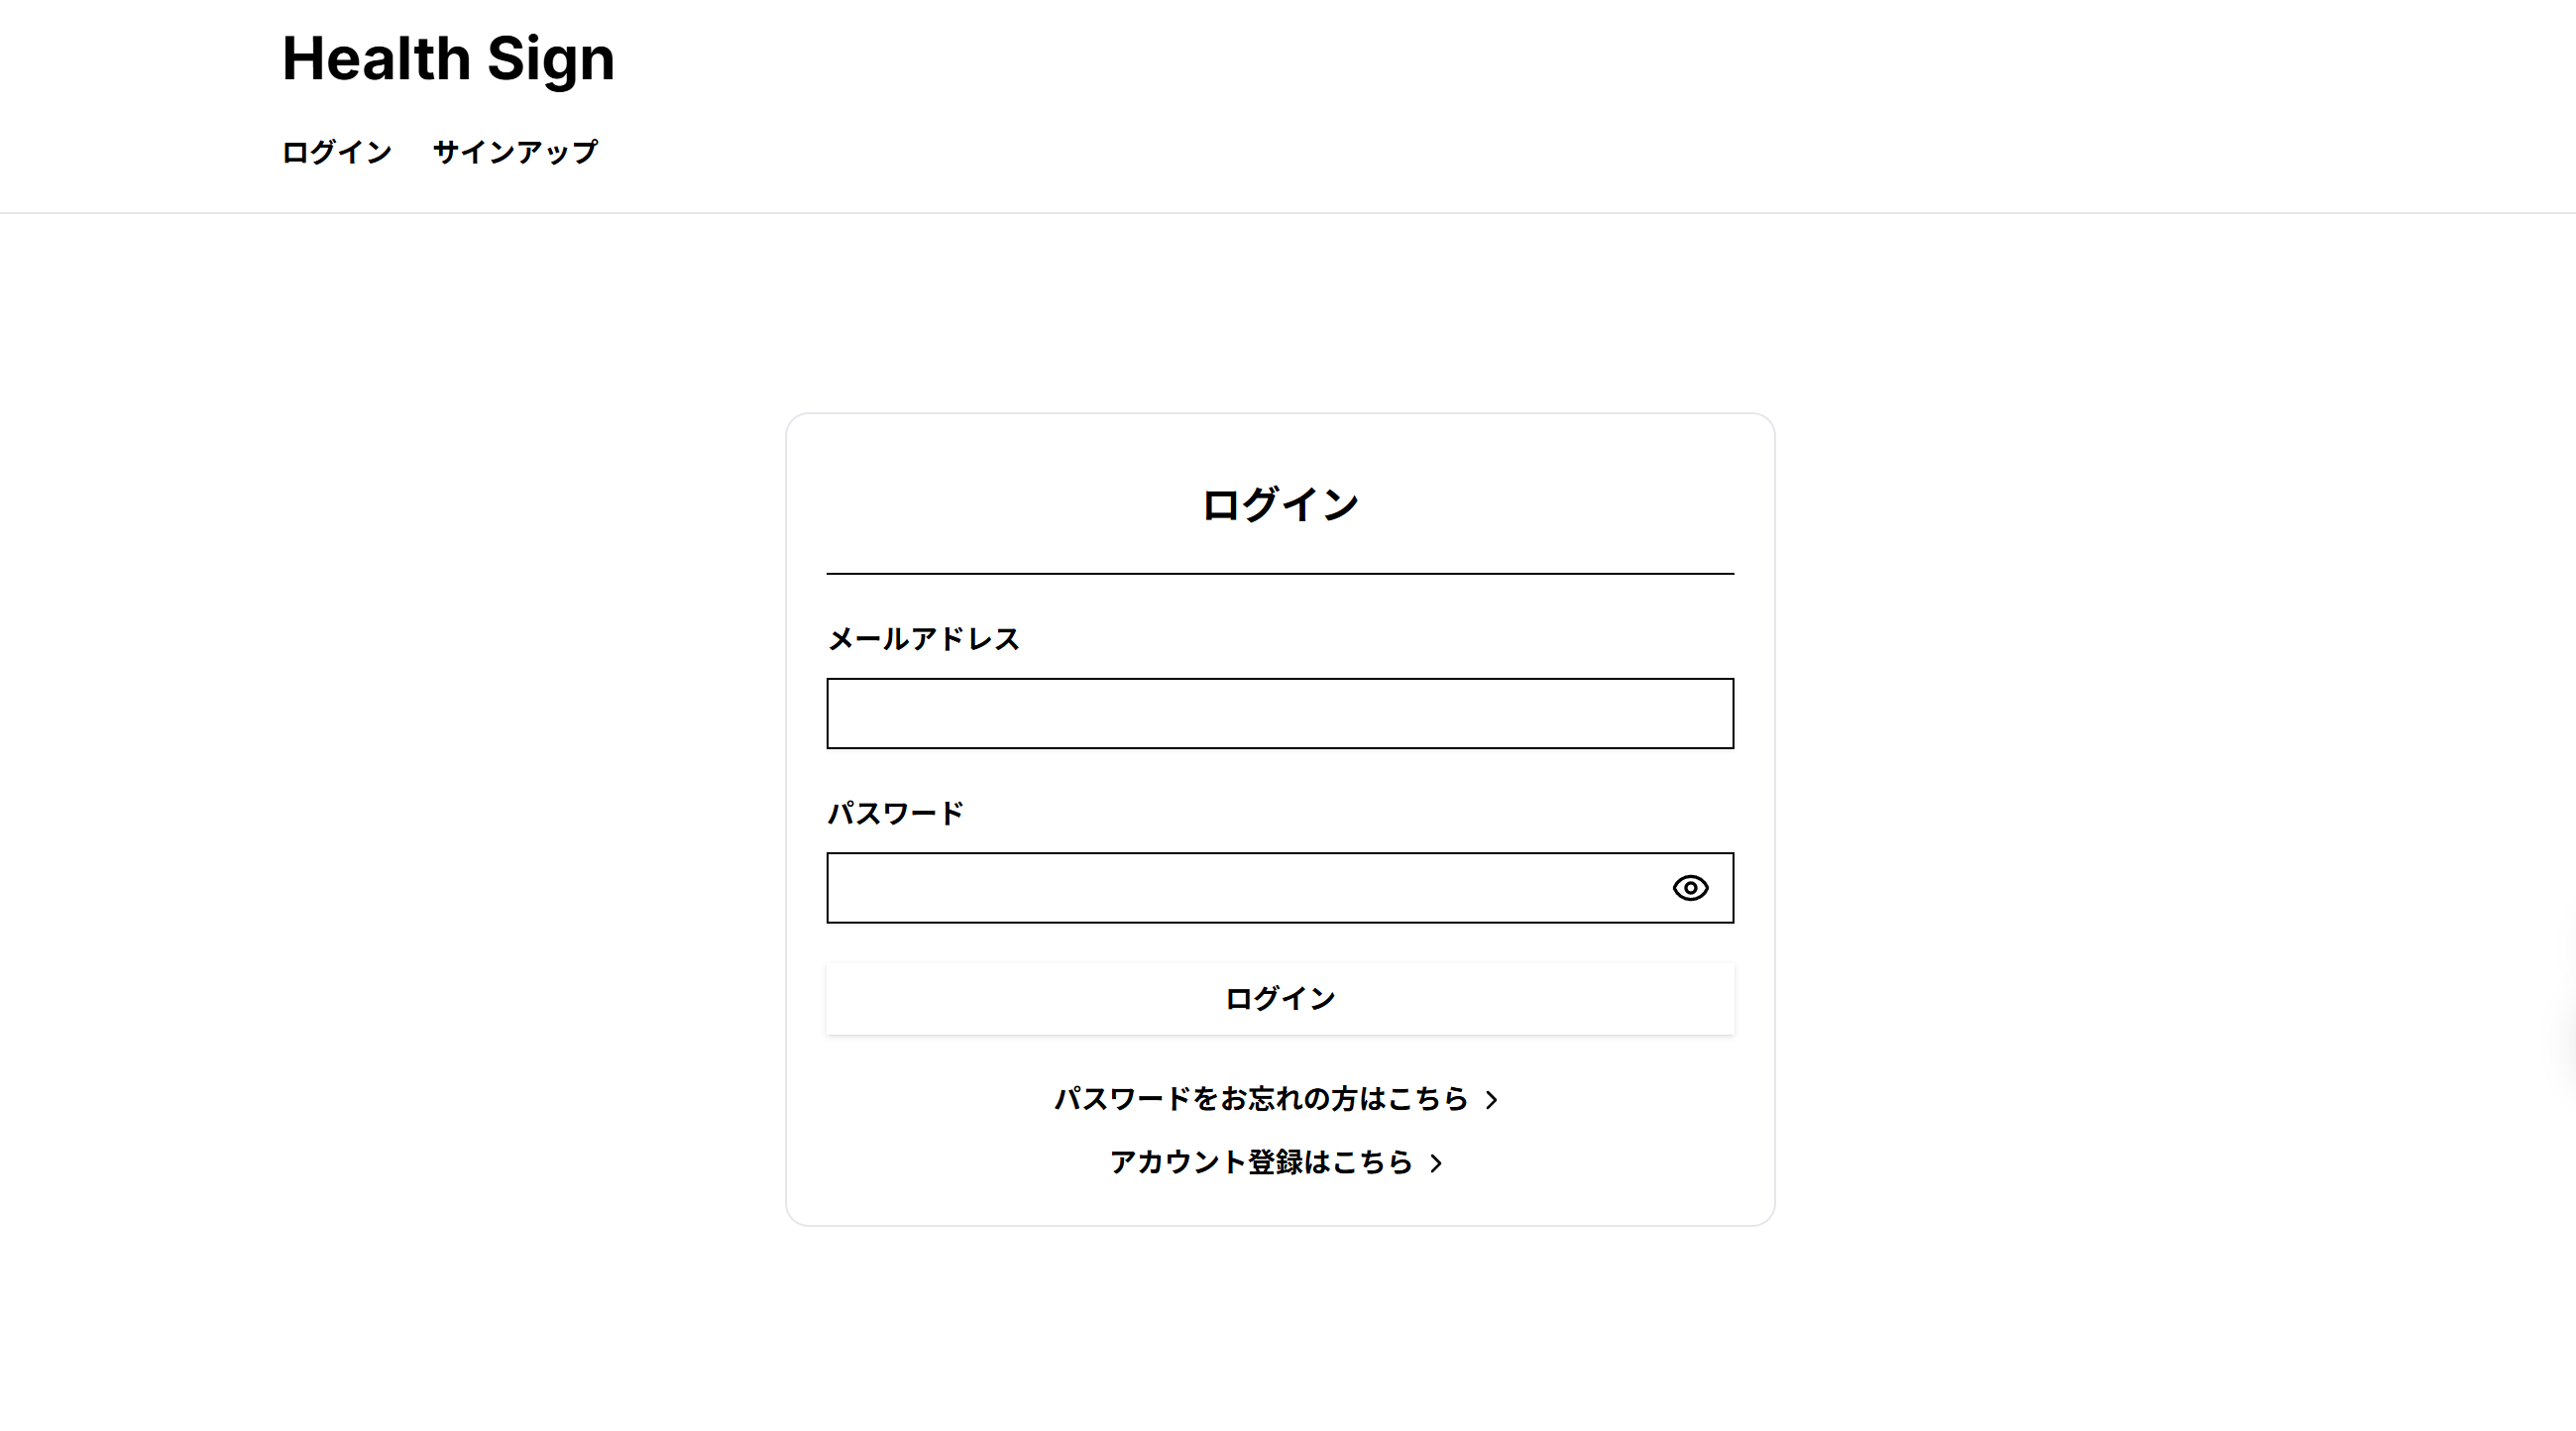 Health Sign
ログイン サインアップ
ログイン
メールアドレス
パスワード
ログイン
パスワードをお忘れの方はこちら
アカウント登録はこちら